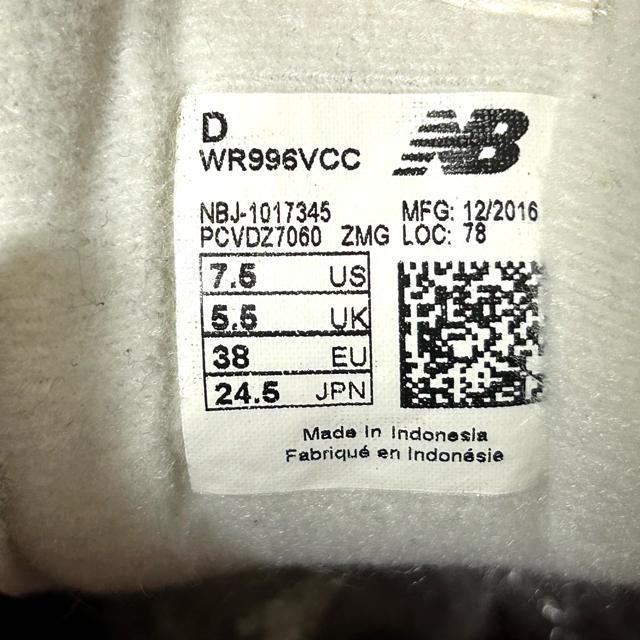 D
WR996VCC
NB
NBJ-1017345 MFG: 12/2016
PCVDZ7060 ZMG LOC: 78
7.5 US
5.5 UK
38 EU
24.5 JPN
Made in Indonesia
Fabriqué en Indonésie